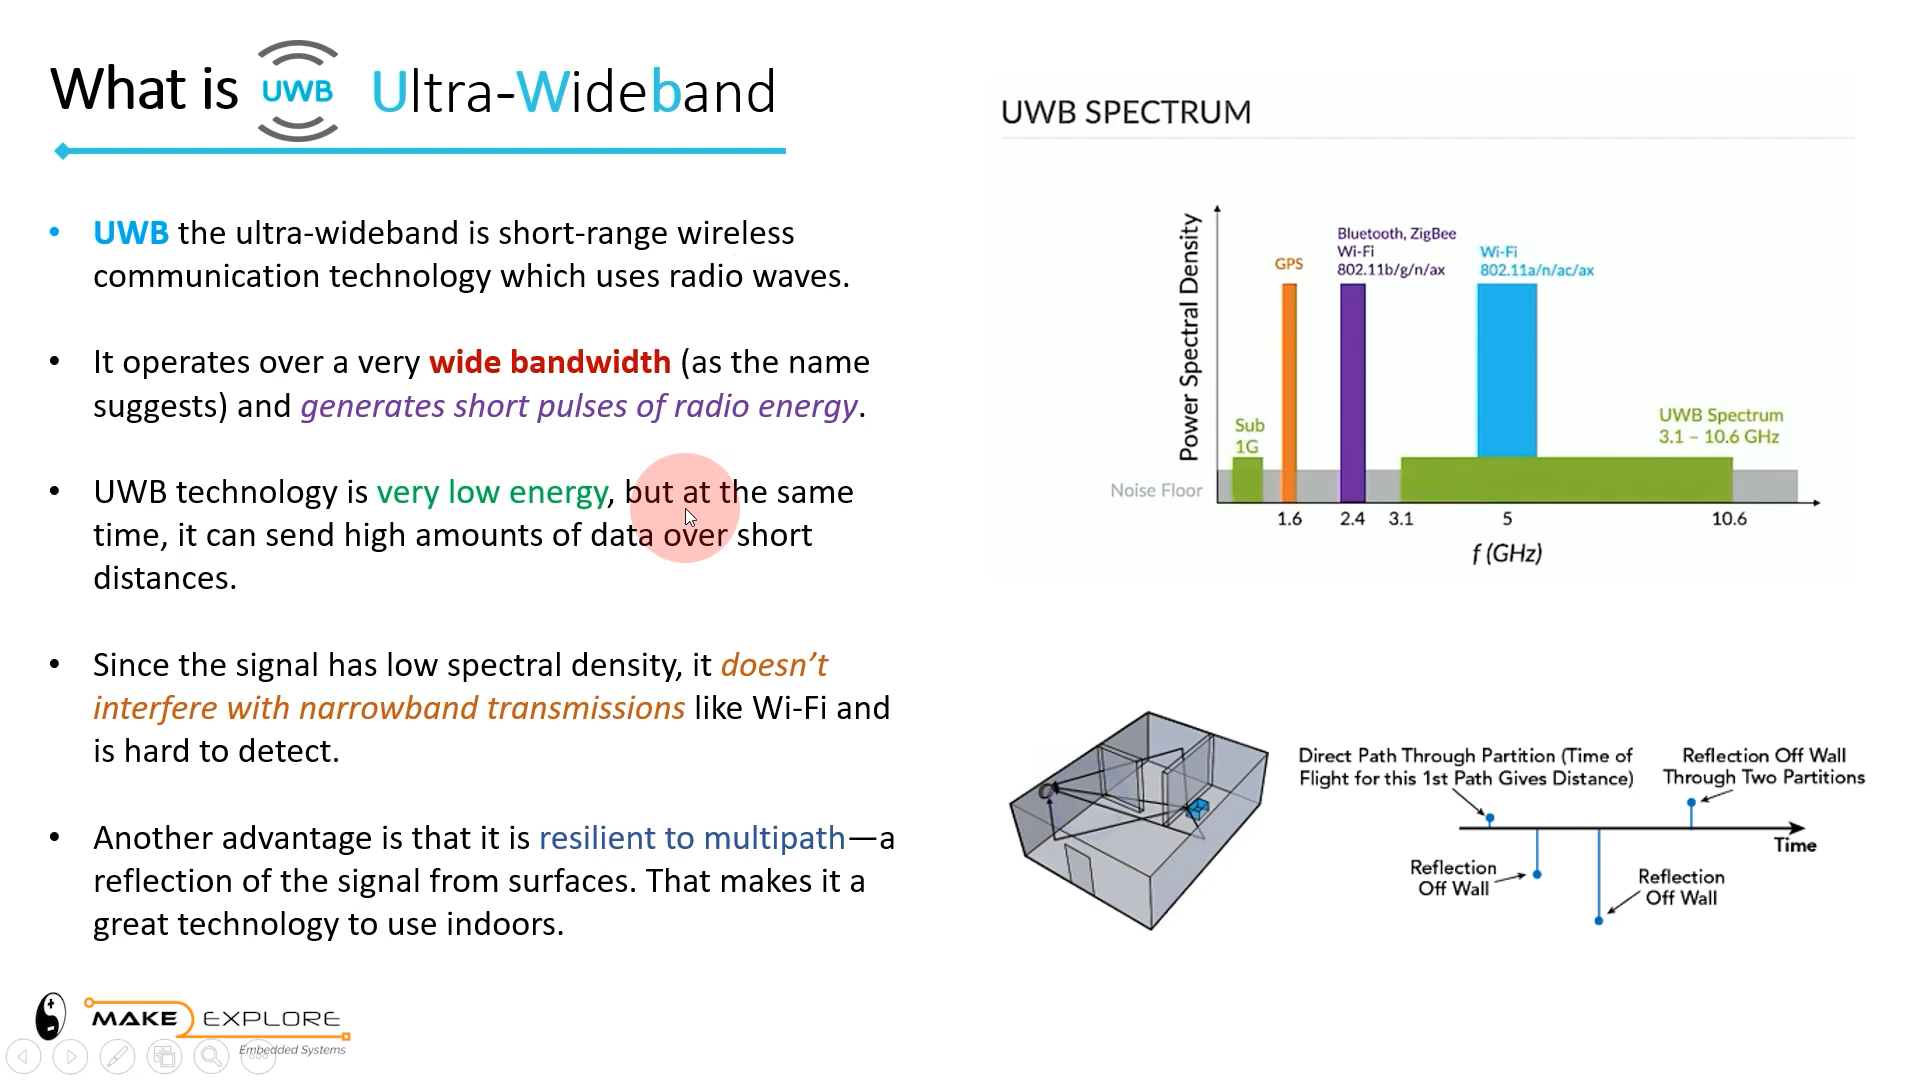 What is UWB Ultra-Wideband
• UWB the ultra-wideband is short-range wireless
communication technology which uses radio waves.
• It operates over a very wide bandwidth (as the name
suggests) and generates short pulses of radio energy.
• UWB technology is very low energy, but at the same
time, it can send high amounts of data over short
distances.
• Since the signal has low spectral density, it doesn’t
interfere with narrowband transmissions like Wi-Fi and
is hard to detect.
• Another advantage is that it is resilient to multipath—a
reflection of the signal from surfaces. That makes it a
great technology to use indoors.
MAKE EXPLORE
Embedded Systems
UWB SPECTRUM
Power Spectral Density
Sub
1G
GPS
Bluetooth, ZigBee
Wi-Fi
802.11b/g/n/ax
Wi-Fi
802.11a/n/ac/ax
UWB Spectrum
3.1 – 10.6 GHz
Noise Floor
1.6 2.4 3.1 5 10.6
f (GHz)
Direct Path Through Partition (Time of
Flight for this 1st Path Gives Distance)
Reflection Off Wall
Through Two Partitions
Time
Reflection
Off Wall
Reflection
Off Wall